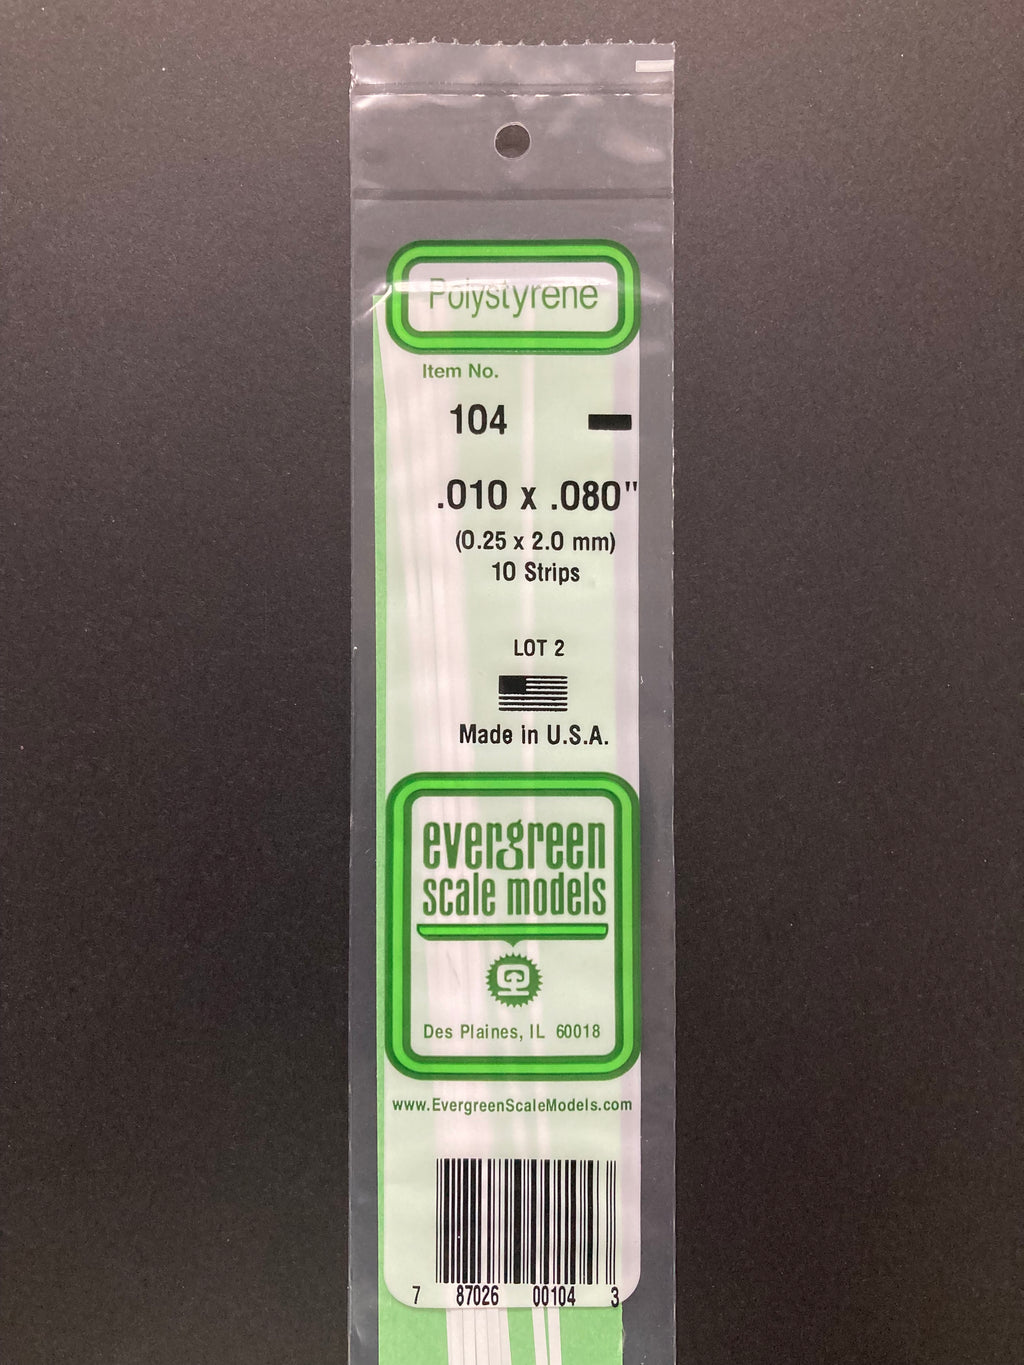 Polystyrene
Item No.
104
.010 x .080"
(0.25 x 2.0 mm)
10 Strips
LOT 2
Made in U.S.A.
evergreen
scale models
Des Plaines, IL 60018
www.EvergreenScaleModels.com
7 87026 00104 3